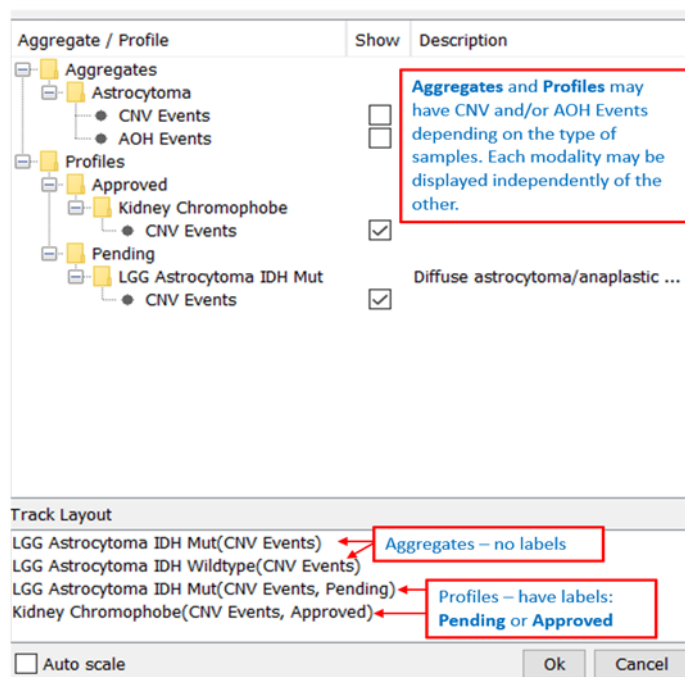 Aggregate / Profile Show Description
Aggregates
Astrocytoma
CNV Events
AOH Events
Profiles
Approved
Kidney Chromophobe
CNV Events
Pending
LGG Astrocytoma IDH Mut Diffuse astrocytoma/anaplastic ...
CNV Events
Aggregates and Profiles may
have CNV and/or AOH Events
depending on the type of
samples. Each modality may be
displayed independently of the
other.
Track Layout
LGG Astrocytoma IDH Mut(CNV Events)
LGG Astrocytoma IDH Wildtype(CNV Events)
LGG Astrocytoma IDH Mut(CNV Events, Pending)
Kidney Chromophobe(CNV Events, Approved)
Aggregates – no labels
Profiles – have labels:
Pending or Approved
Auto scale Ok Cancel